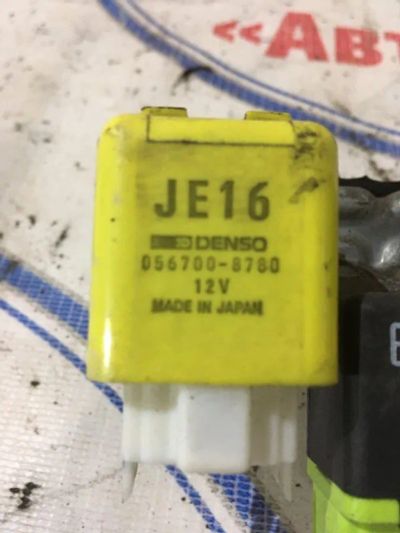 «АВТ
JE16
DENSO
056700-8780
12V
MADE IN JAPAN